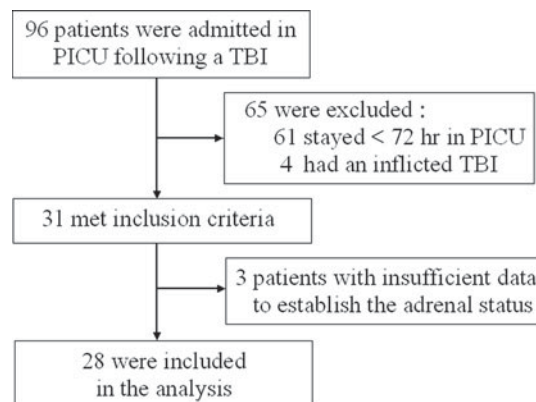 96 patients were admitted in
PICU following a TBI
65 were excluded :
61 stayed < 72 hr in PICU
4 had an inflicted TBI
31 met inclusion criteria
3 patients with insufficient data
to establish the adrenal status
28 were included
in the analysis